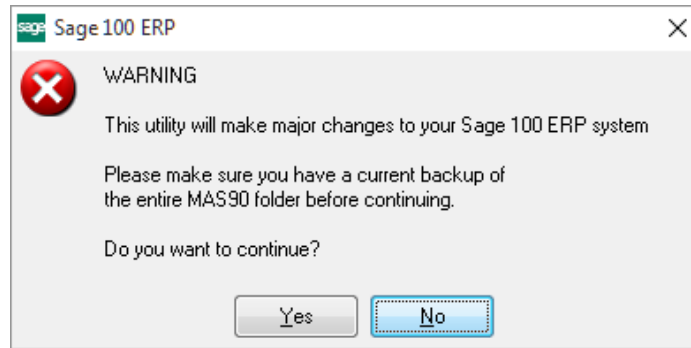 sage Sage 100 ERP
WARNING
This utility will make major changes to your Sage 100 ERP system
Please make sure you have a current backup of
the entire MAS90 folder before continuing.
Do you want to continue?
Yes No